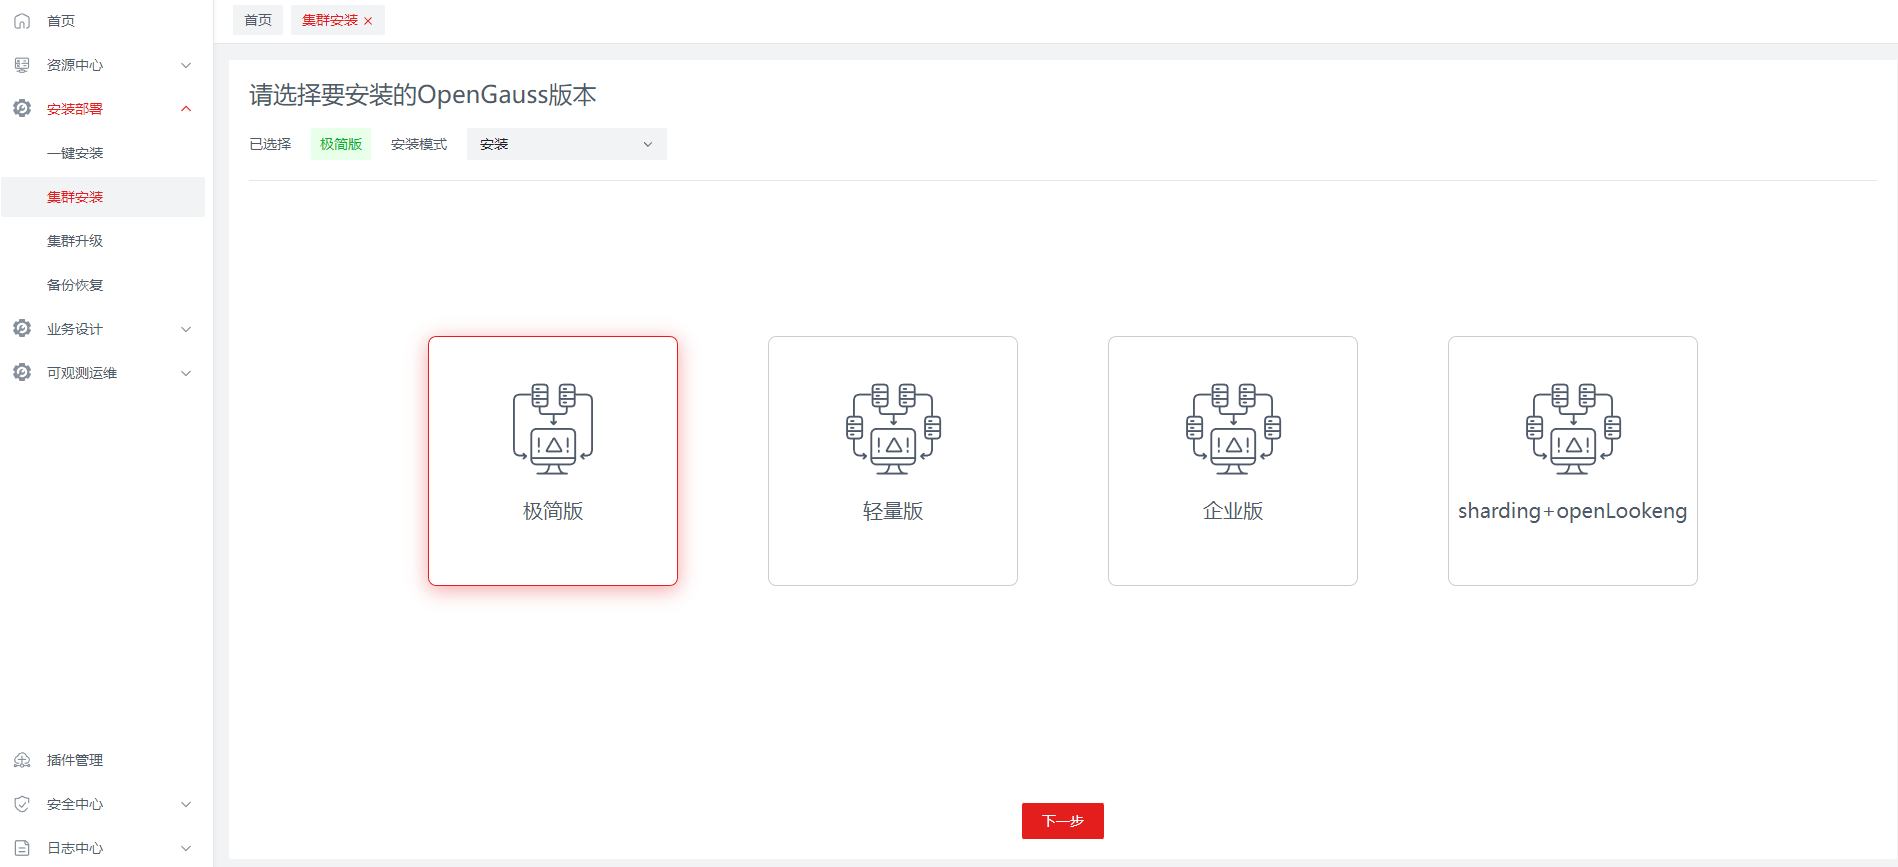 首页
资源中心
安装部署
一键安装
集群安装
集群升级
备份恢复
业务设计
可观测运维
插件管理
安全中心
日志中心
首页 集群安装
请选择要安装的OpenGauss版本
已选择 极简版 安装模式 安装
极简版 轻量版 企业版 sharding+openLookeng
下一步